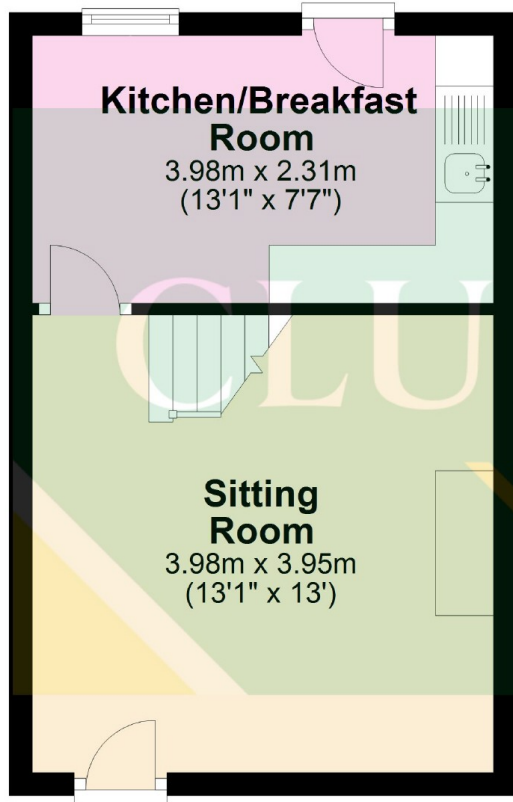 Kitchen/Breakfast
Room
3.98m x 2.31m
(13'1" x 7'7")
CLU
Sitting
Room
3.98m x 3.95m
(13'1" x 13')